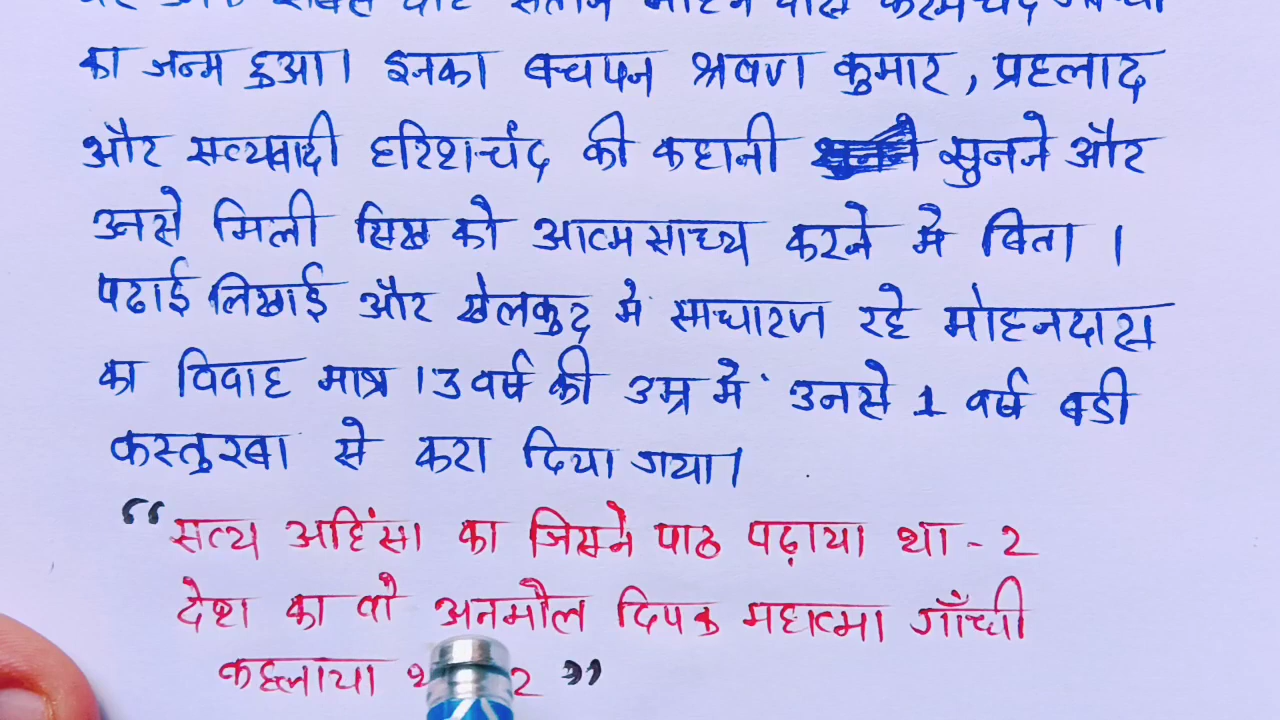 का जन्म हुआ। इनका बचपन श्रवण कुमार, प्रहलाद
और सत्यवादी हरिशचंद की कहानी सुनने और
उनसे मिली सिख को आत्मसाध्य करने मे बिता ।
पढाई लिखाई और खेलकुद मे साधारण रहे मोहनदास
का विवाह मात्र 13 वर्ष की उम्र में उनसे 1 वर्ष बडी
कस्तुरबा से करा दिया गया।
“सत्य अहिंसा का जिसने पाठ पढ़ाया था - 2
देश का वो अनमौल दिपक महात्मा गाँधी
कहलाया 2 ”